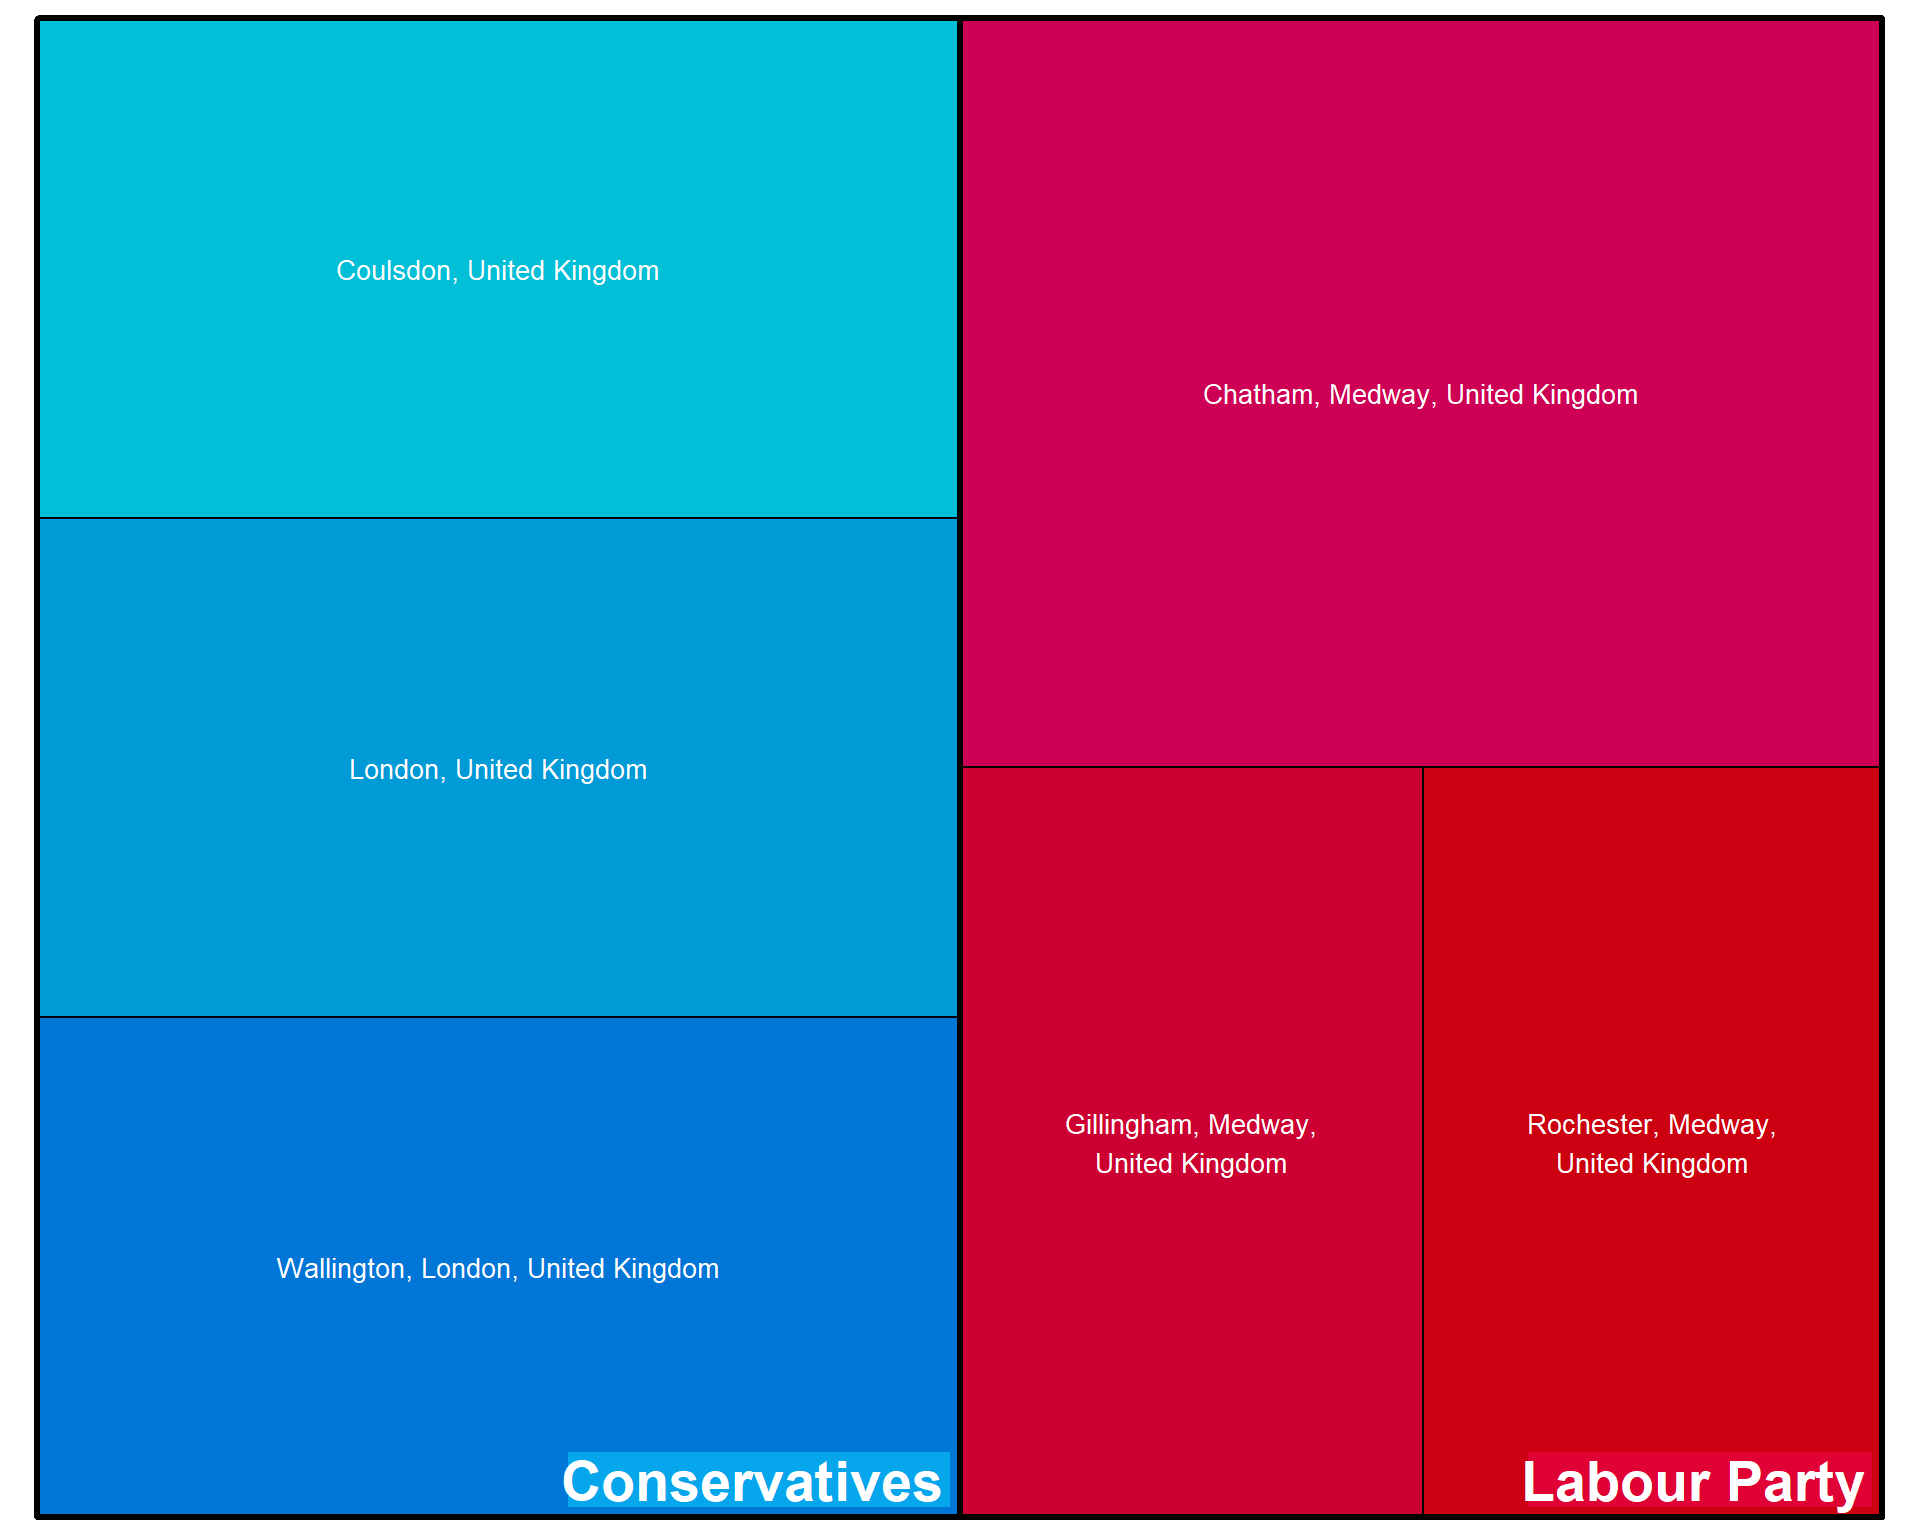 Coulsdon, United Kingdom
London, United Kingdom
Wallington, London, United Kingdom
Conservatives
Chatham, Medway, United Kingdom
Gillingham, Medway,
United Kingdom
Rochester, Medway,
United Kingdom
Labour Party